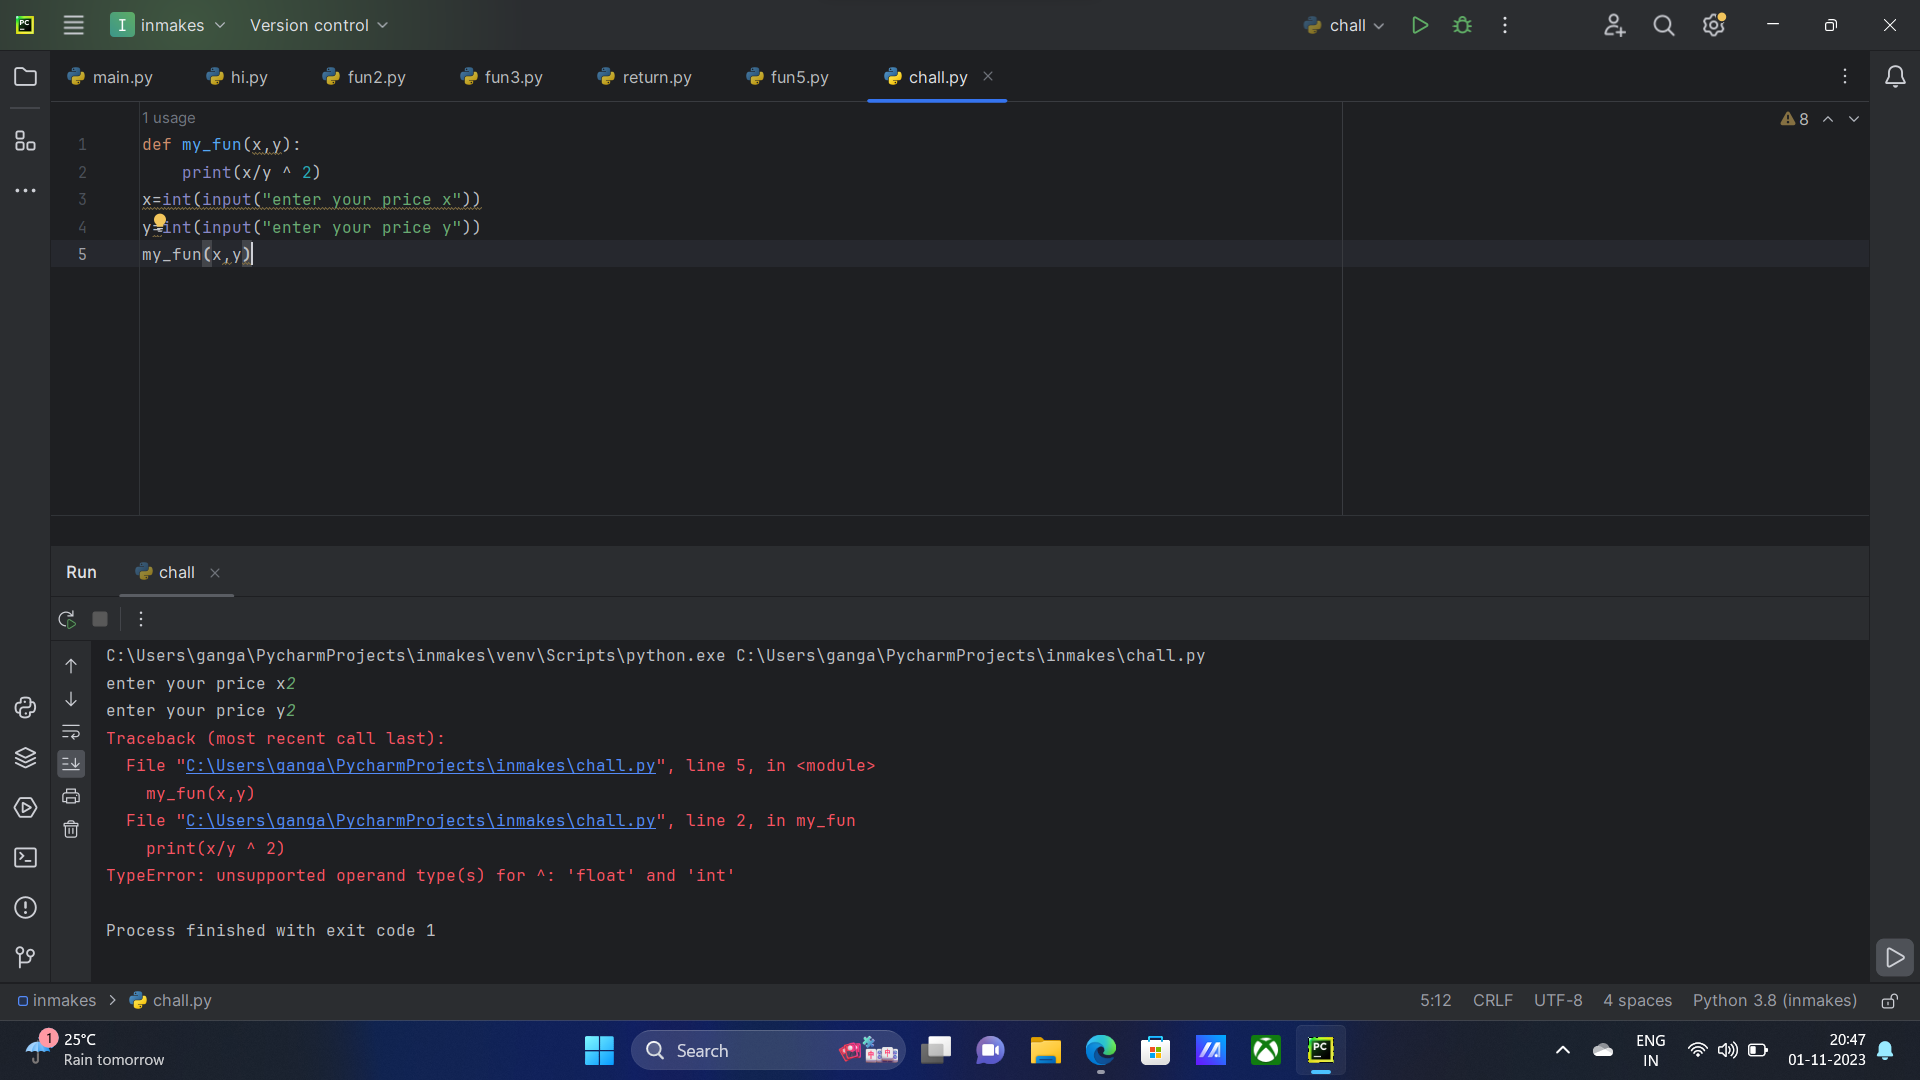 PC
I inmakes Version control chall
main.py hi.py fun2.py fun3.py return.py fun5.py chall.py
1 usage
8
1 def my_fun(x,y):
2 print(x/y ^ 2)
3 x=int(input("enter your price x"))
4 y=int(input("enter your price y"))
5 my_fun(x,y)
Run chall
C:\Users\ganga\PycharmProjects\inmakes\venv\Scripts\python.exe C:\Users\ganga\PycharmProjects\inmakes\chall.py
enter your price x2
enter your price y2
Traceback (most recent call last):
File "C:\Users\ganga\PycharmProjects\inmakes\chall.py", line 5, in <module>
my_fun(x,y)
File "C:\Users\ganga\PycharmProjects\inmakes\chall.py", line 2, in my_fun
print(x/y ^ 2)
TypeError: unsupported operand type(s) for ^: 'float' and 'int'
Process finished with exit code 1
inmakes > chall.py 5:12 CRLF UTF-8 4 spaces Python 3.8 (inmakes)
1 25°C
Rain tomorrow
Search
PC
ENG
IN
20:47
01-11-2023